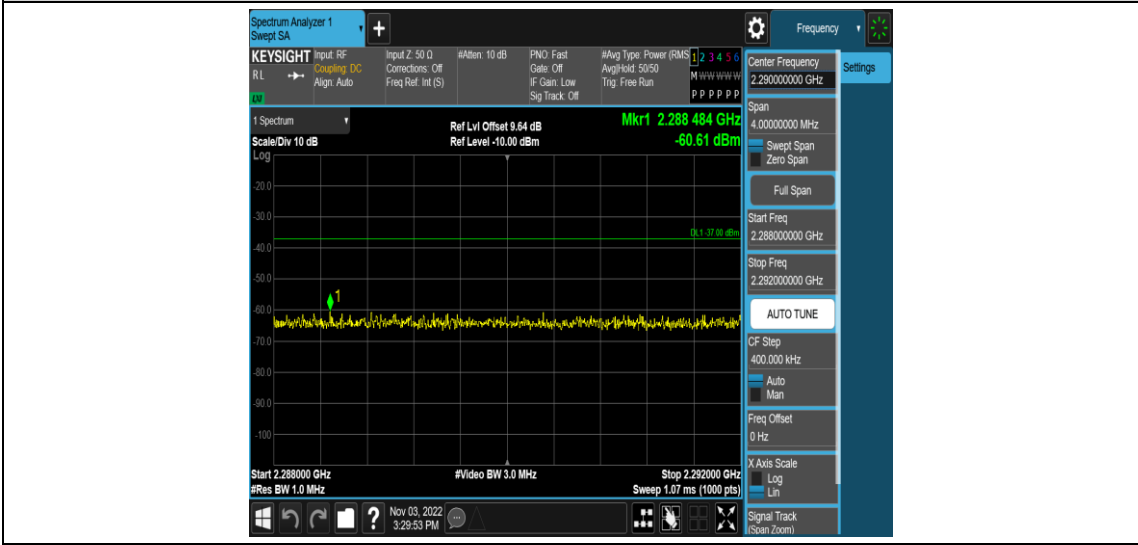 Spectrum Analyzer 1
Swept SA
+
Frequency
KEYSIGHT
RL
Input: RF
Coupling: DC
Align: Auto
Input Z: 50 Ω
Corrections: Off
Freq Ref: Int (S)
#Atten: 10 dB
PNO: Fast
Gate: Off
IF Gain: Low
Sig Track: Off
#Avg Type: Power (RMS
Avg|Hold: 50/50
Trig: Free Run
1 2 3 4 5 6
M W W W W W
P P P P P P
1 Spectrum
Scale/Div 10 dB
Log
Ref Lvl Offset 9.64 dB
Ref Level -10.00 dBm
Mkr1 2.288 484 GHz
-60.61 dBm
-20.0
-30.0
DL1 -37.00 dBm
-40.0
-50.0
1
-60.0
-70.0
-80.0
-90.0
-100
Start 2.288000 GHz
#Res BW 1.0 MHz
#Video BW 3.0 MHz
Stop 2.292000 GHz
Sweep 1.07 ms (1000 pts)
?
Nov 03, 2022
3:29:53 PM
Center Frequency
2.290000000 GHz
Settings
Span
4.00000000 MHz
Swept Span
Zero Span
Full Span
Start Freq
2.288000000 GHz
Stop Freq
2.292000000 GHz
AUTO TUNE
CF Step
400.000 kHz
Auto
Man
Freq Offset
0 Hz
X Axis Scale
Log
Lin
Signal Track
(Span Zoom)